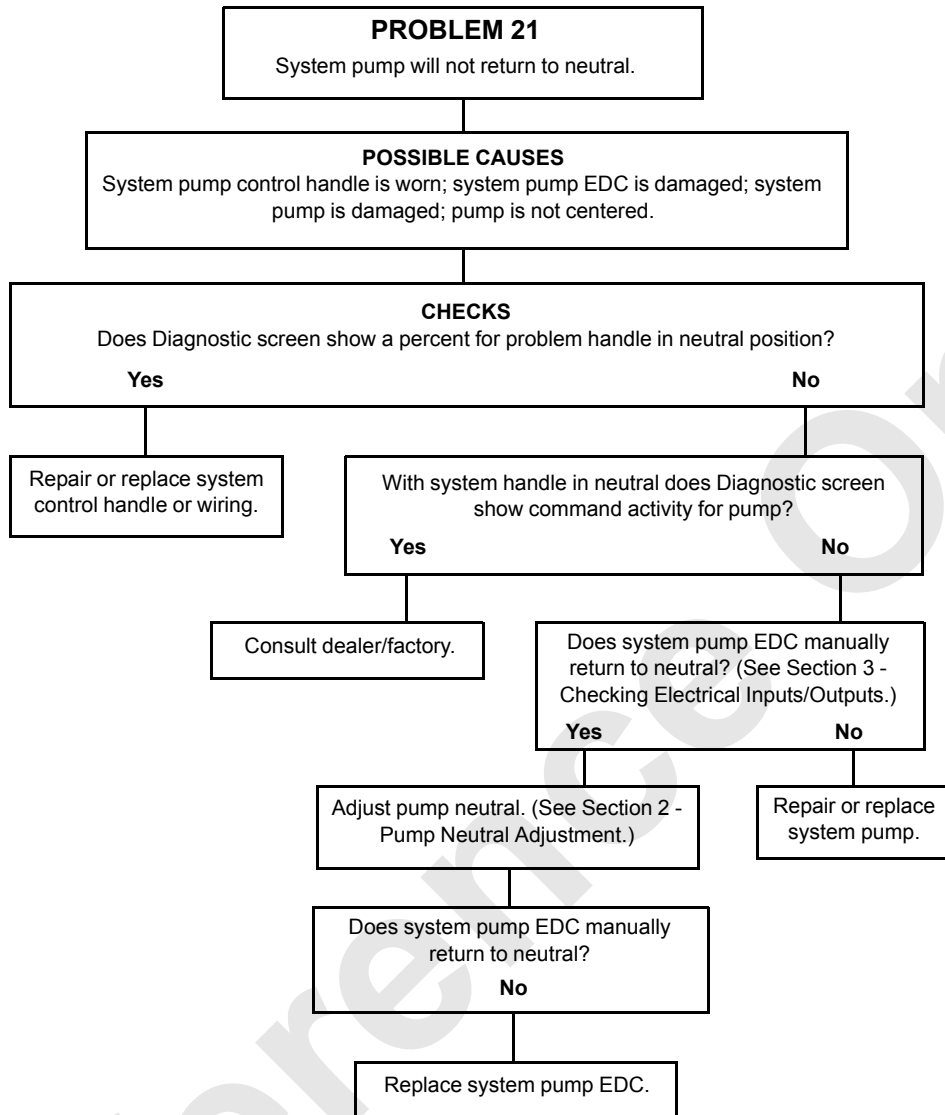 PROBLEM 21
System pump will not return to neutral.
POSSIBLE CAUSES
System pump control handle is worn; system pump EDC is damaged; system
pump is damaged; pump is not centered.
CHECKS
Does Diagnostic screen show a percent for problem handle in neutral position?
Yes
No
Repair or replace system
control handle or wiring.
With system handle in neutral does Diagnostic screen
show command activity for pump?
Yes
No
Consult dealer/factory.
Does system pump EDC manually
return to neutral? (See Section 3 -
Checking Electrical Inputs/Outputs.)
Yes
No
Adjust pump neutral. (See Section 2 -
Pump Neutral Adjustment.)
Repair or replace
system pump.
Does system pump EDC manually
return to neutral?
No
Replace system pump EDC.